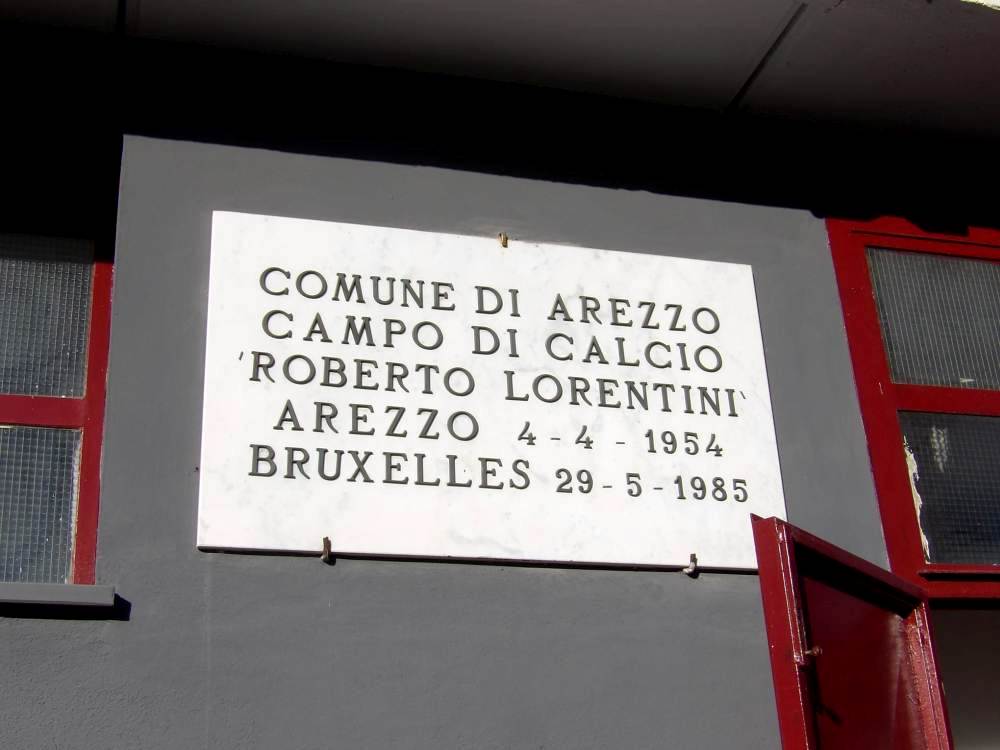 COMUNE DI AREZZO
CAMPO DI CALCIO
'ROBERTO LORENTINI'
AREZZO 4-4-1954
BRUXELLES 29-5-1985